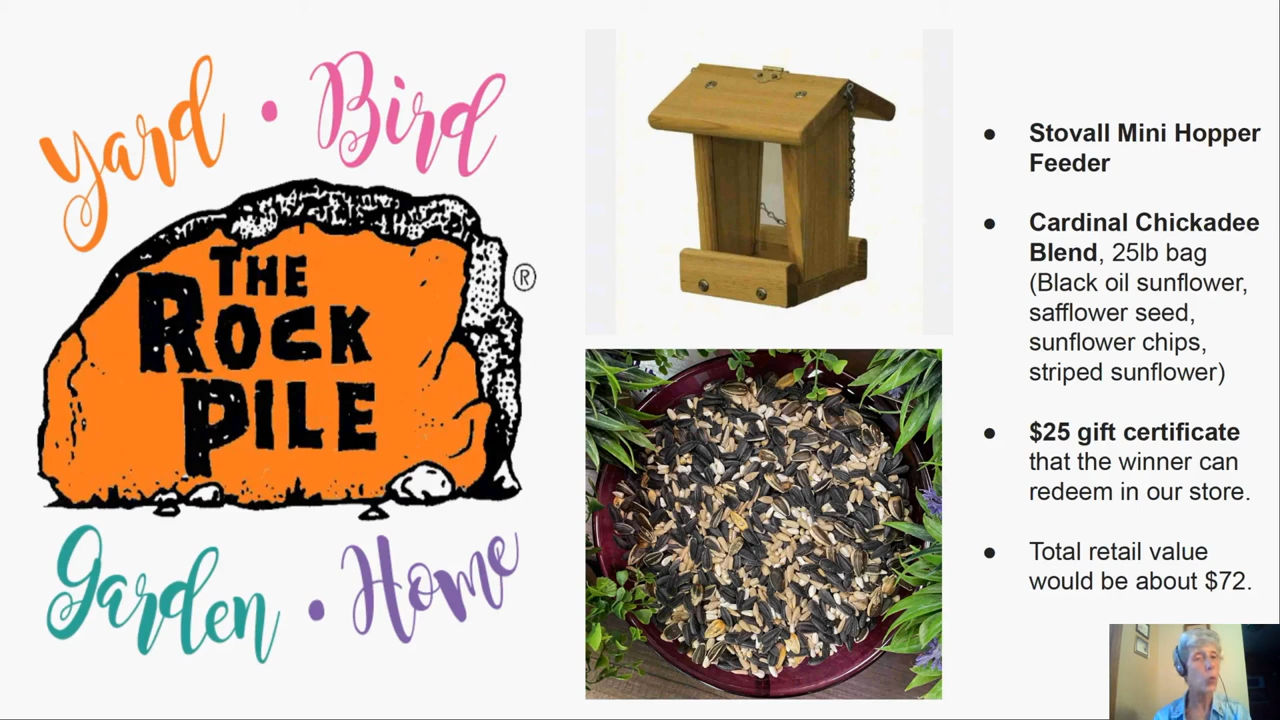 Yard • Bird
THE
ROCK
PILE
®
Garden • Home
● Stovall Mini Hopper
Feeder
● Cardinal Chickadee
Blend, 25lb bag
(Black oil sunflower,
safflower seed,
sunflower chips,
striped sunflower)
● $25 gift certificate
that the winner can
redeem in our store.
● Total retail value
would be about $72.